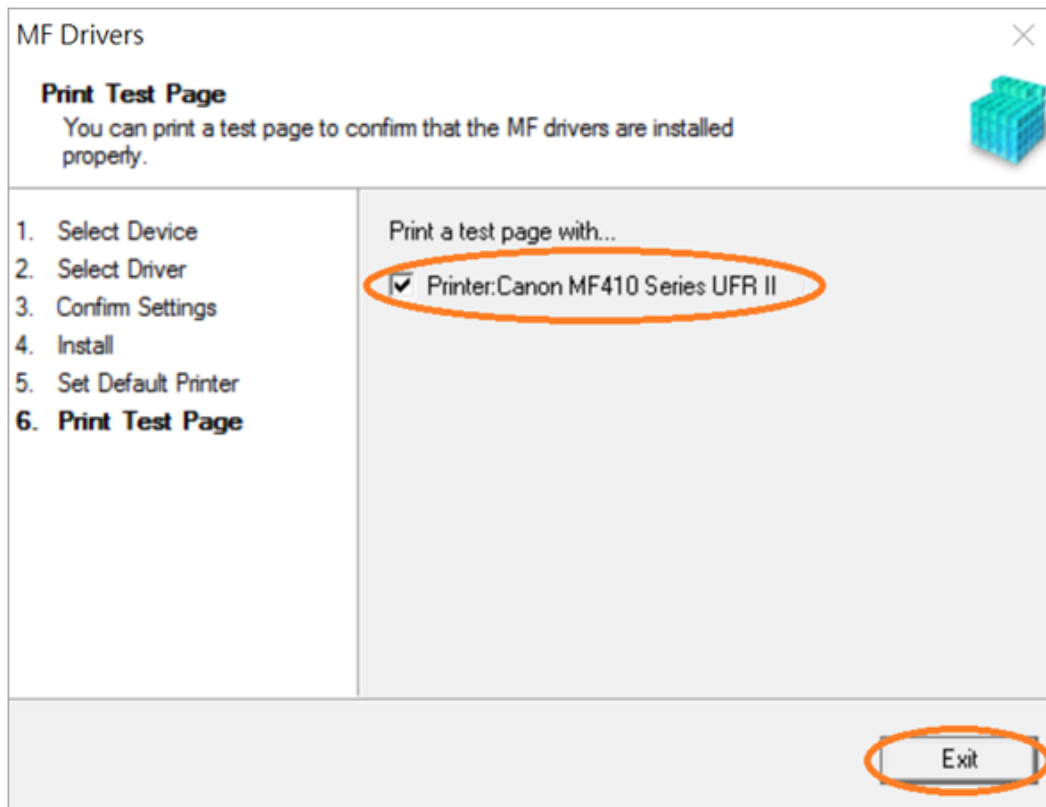 MF Drivers
Print Test Page
You can print a test page to confirm that the MF drivers are installed
properly.
1. Select Device
2. Select Driver
3. Confirm Settings
4. Install
5. Set Default Printer
6. Print Test Page
Print a test page with...
Printer:Canon MF410 Series UFR II
Exit